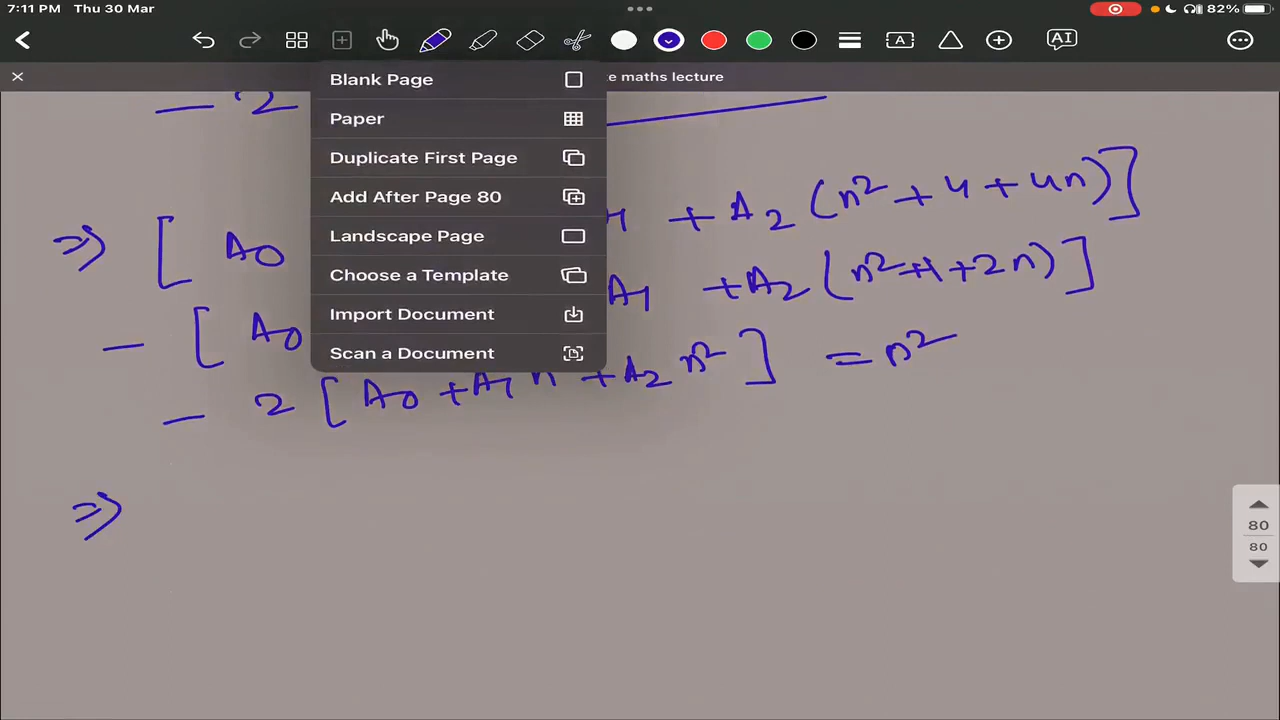 7:11 PM Thu 30 Mar
82%
AI
e maths lecture
Blank Page
Paper
Duplicate First Page
Add After Page 80
Landscape Page
Choose a Template
Import Document
Scan a Document
— 2
⇒ [ A0 + A2 (n² + 4 + 4n) ]
— [ A0 A1 + A2 (n² + 1 + 2n) ]
— 2 [ A0 + A1 n + A2 n² ] = n²
⇒
80
80